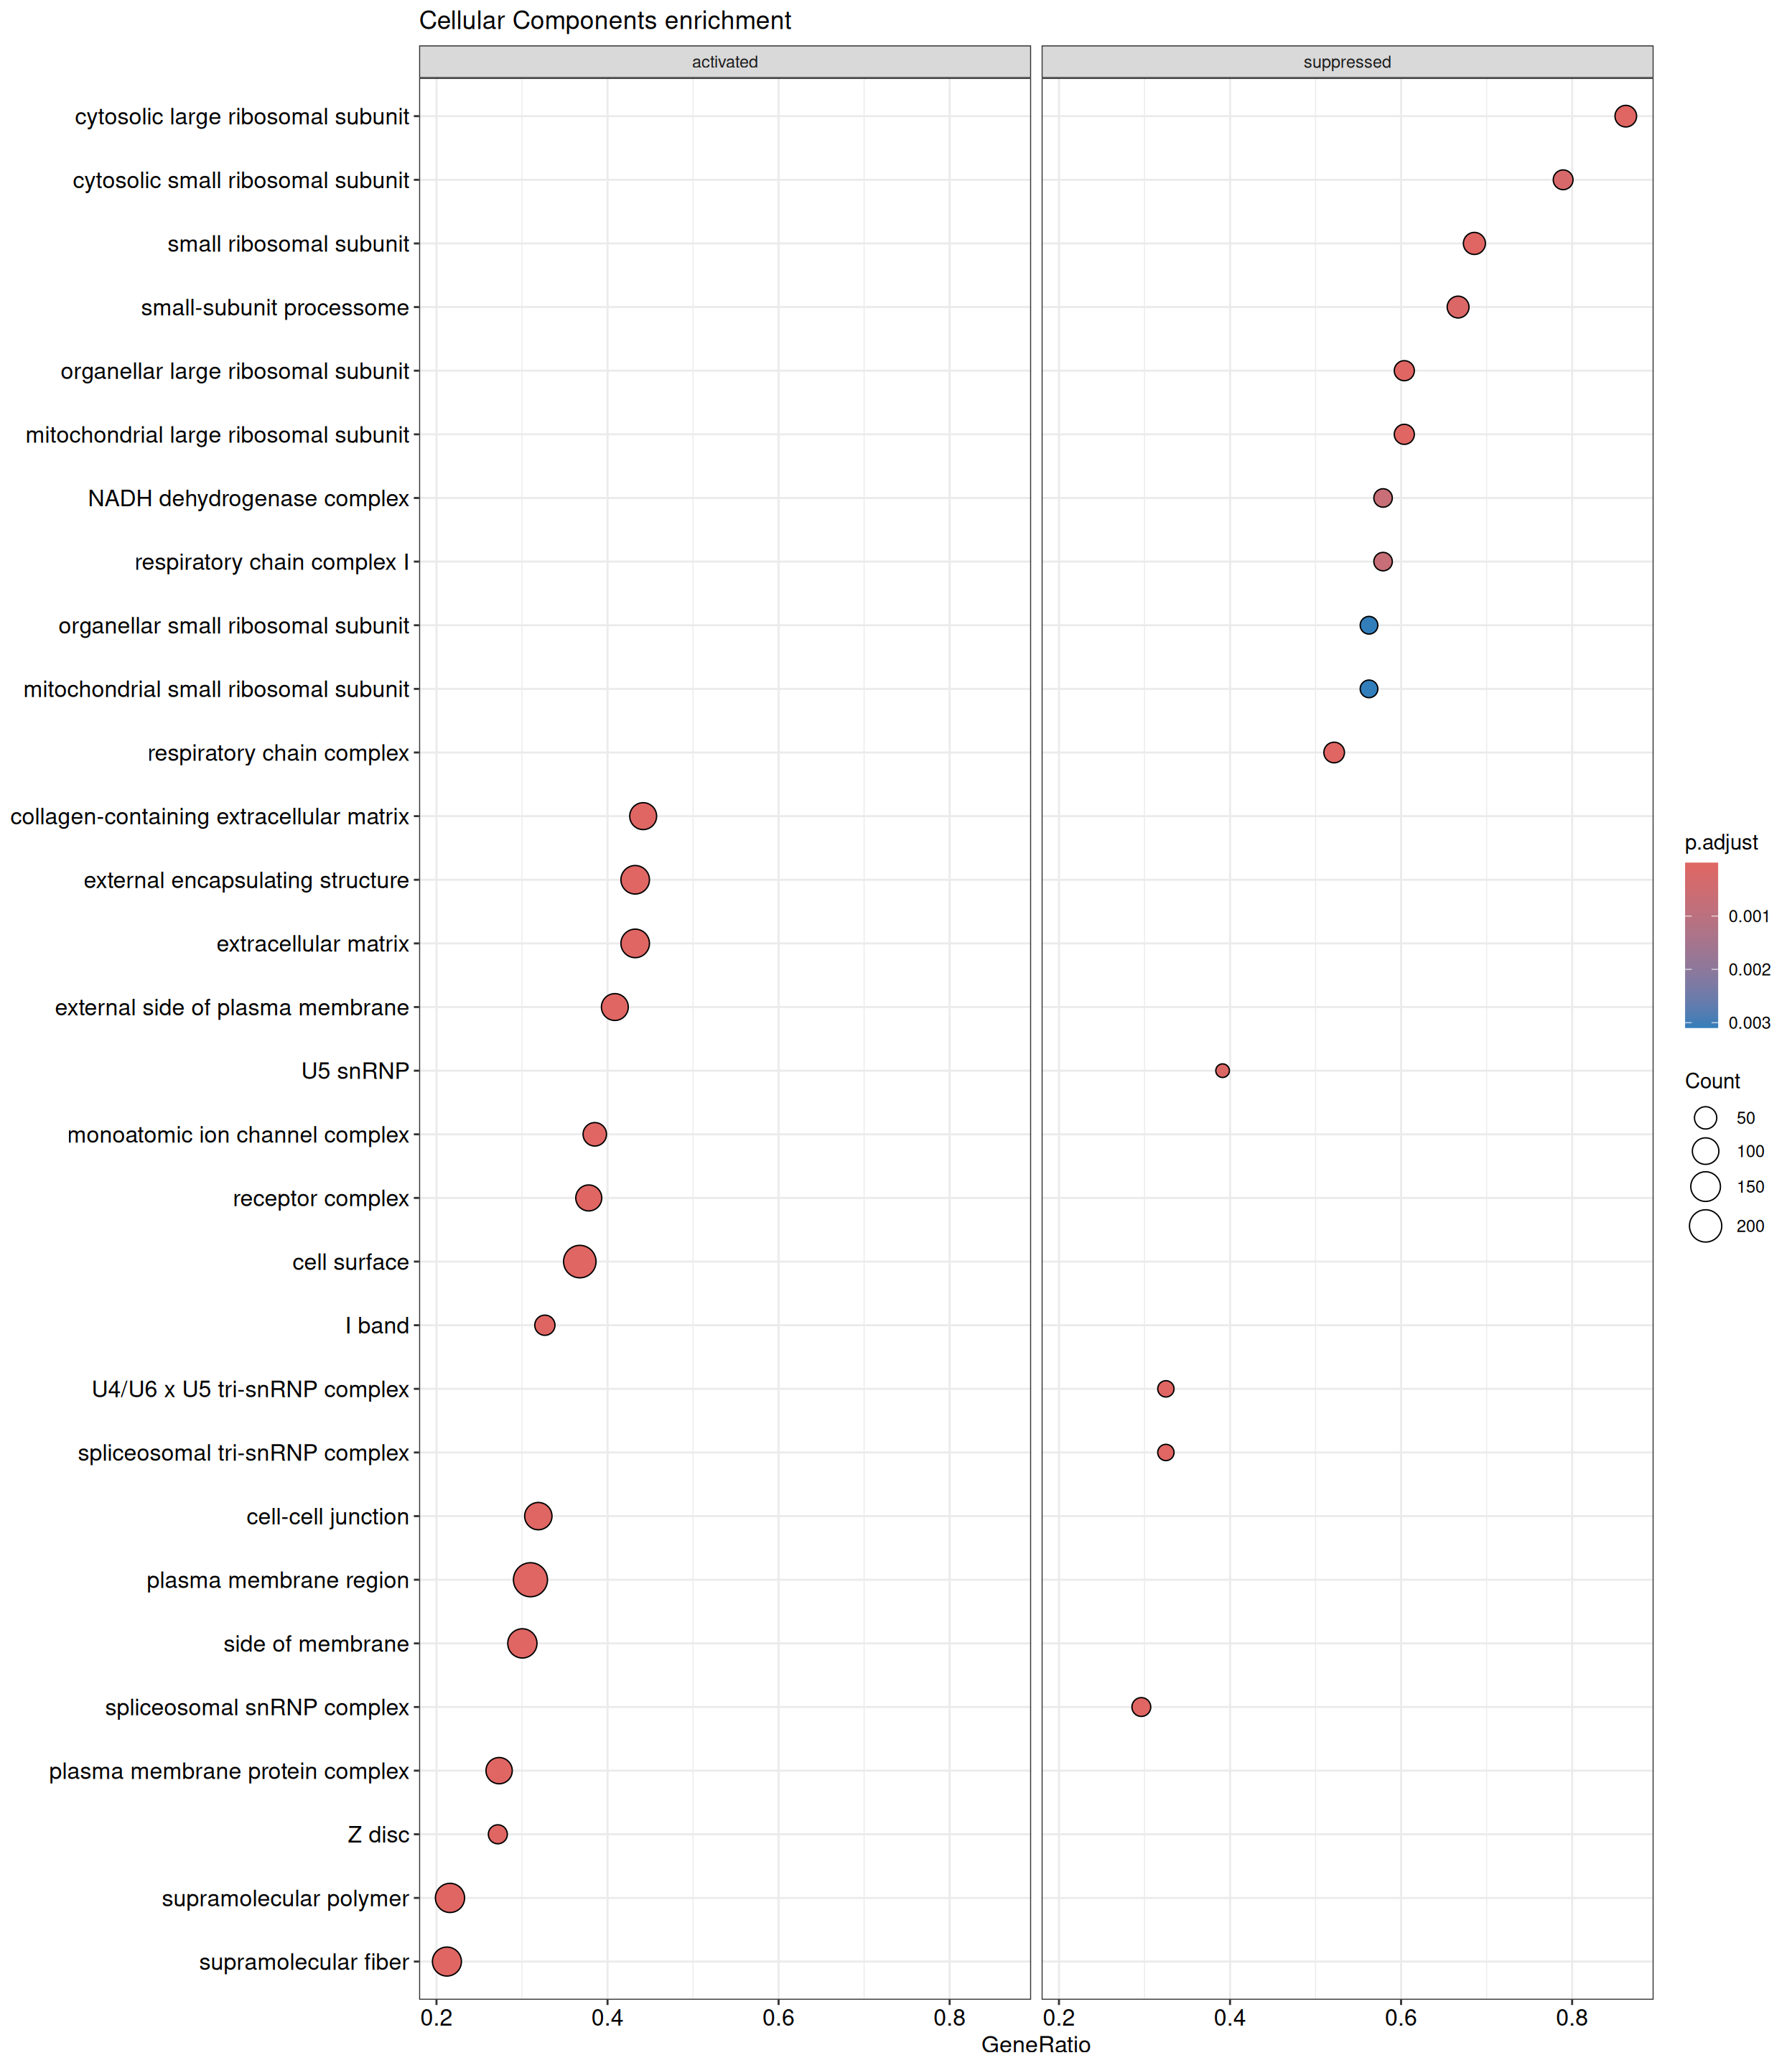 Cellular Components enrichment
activated
suppressed
cytosolic large ribosomal subunit
cytosolic small ribosomal subunit
small ribosomal subunit
small-subunit processome
organellar large ribosomal subunit
mitochondrial large ribosomal subunit
NADH dehydrogenase complex
respiratory chain complex I
organellar small ribosomal subunit
mitochondrial small ribosomal subunit
respiratory chain complex
collagen-containing extracellular matrix
external encapsulating structure
extracellular matrix
external side of plasma membrane
U5 snRNP
monoatomic ion channel complex
receptor complex
cell surface
I band
U4/U6 x U5 tri-snRNP complex
spliceosomal tri-snRNP complex
cell-cell junction
plasma membrane region
side of membrane
spliceosomal snRNP complex
plasma membrane protein complex
Z disc
supramolecular polymer
supramolecular fiber
0.2 0.4 0.6 0.8
0.2 0.4 0.6 0.8
GeneRatio
p.adjust
0.001
0.002
0.003
Count
50
100
150
200